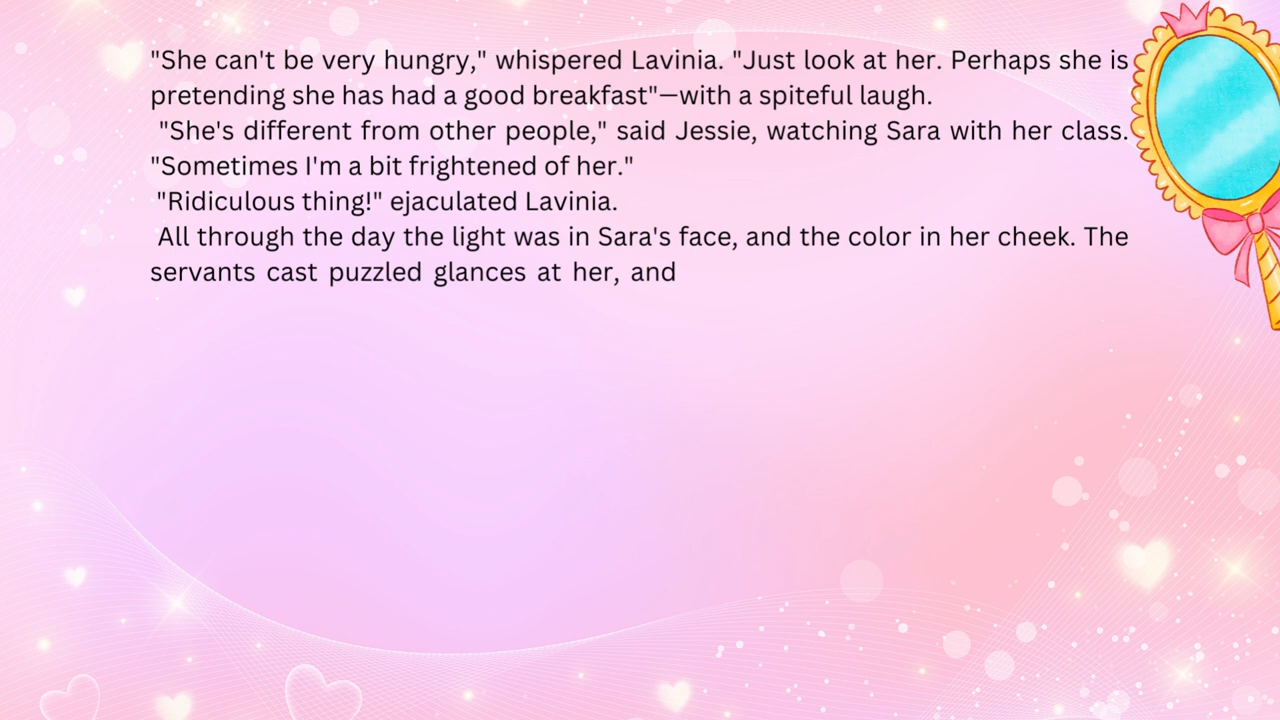 "She can't be very hungry," whispered Lavinia. "Just look at her. Perhaps she is
pretending she has had a good breakfast"—with a spiteful laugh.
"She's different from other people," said Jessie, watching Sara with her class.
"Sometimes I'm a bit frightened of her."
"Ridiculous thing!" ejaculated Lavinia.
All through the day the light was in Sara's face, and the color in her cheek. The
servants cast puzzled glances at her, and